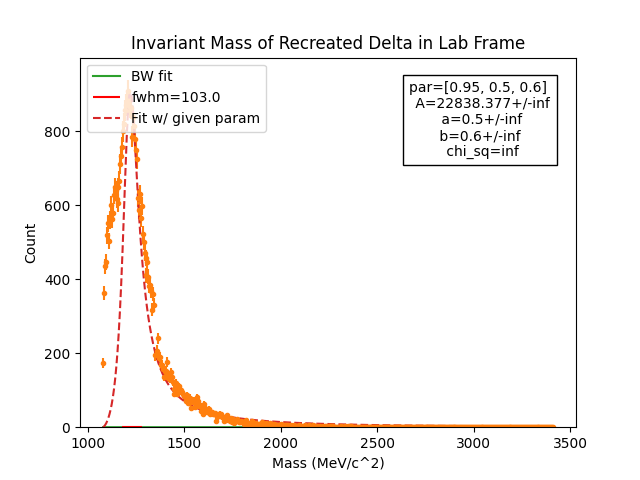 Invariant Mass of Recreated Delta in Lab Frame
BW fit
fwhm=103.0
Fit w/ given param
par=[0.95, 0.5, 0.6]
A=22838.377+/-inf
a=0.5+/-inf
b=0.6+/-inf
chi_sq=inf
Count
800
600
400
200
0
1000 1500 2000 2500 3000 3500
Mass (MeV/c^2)